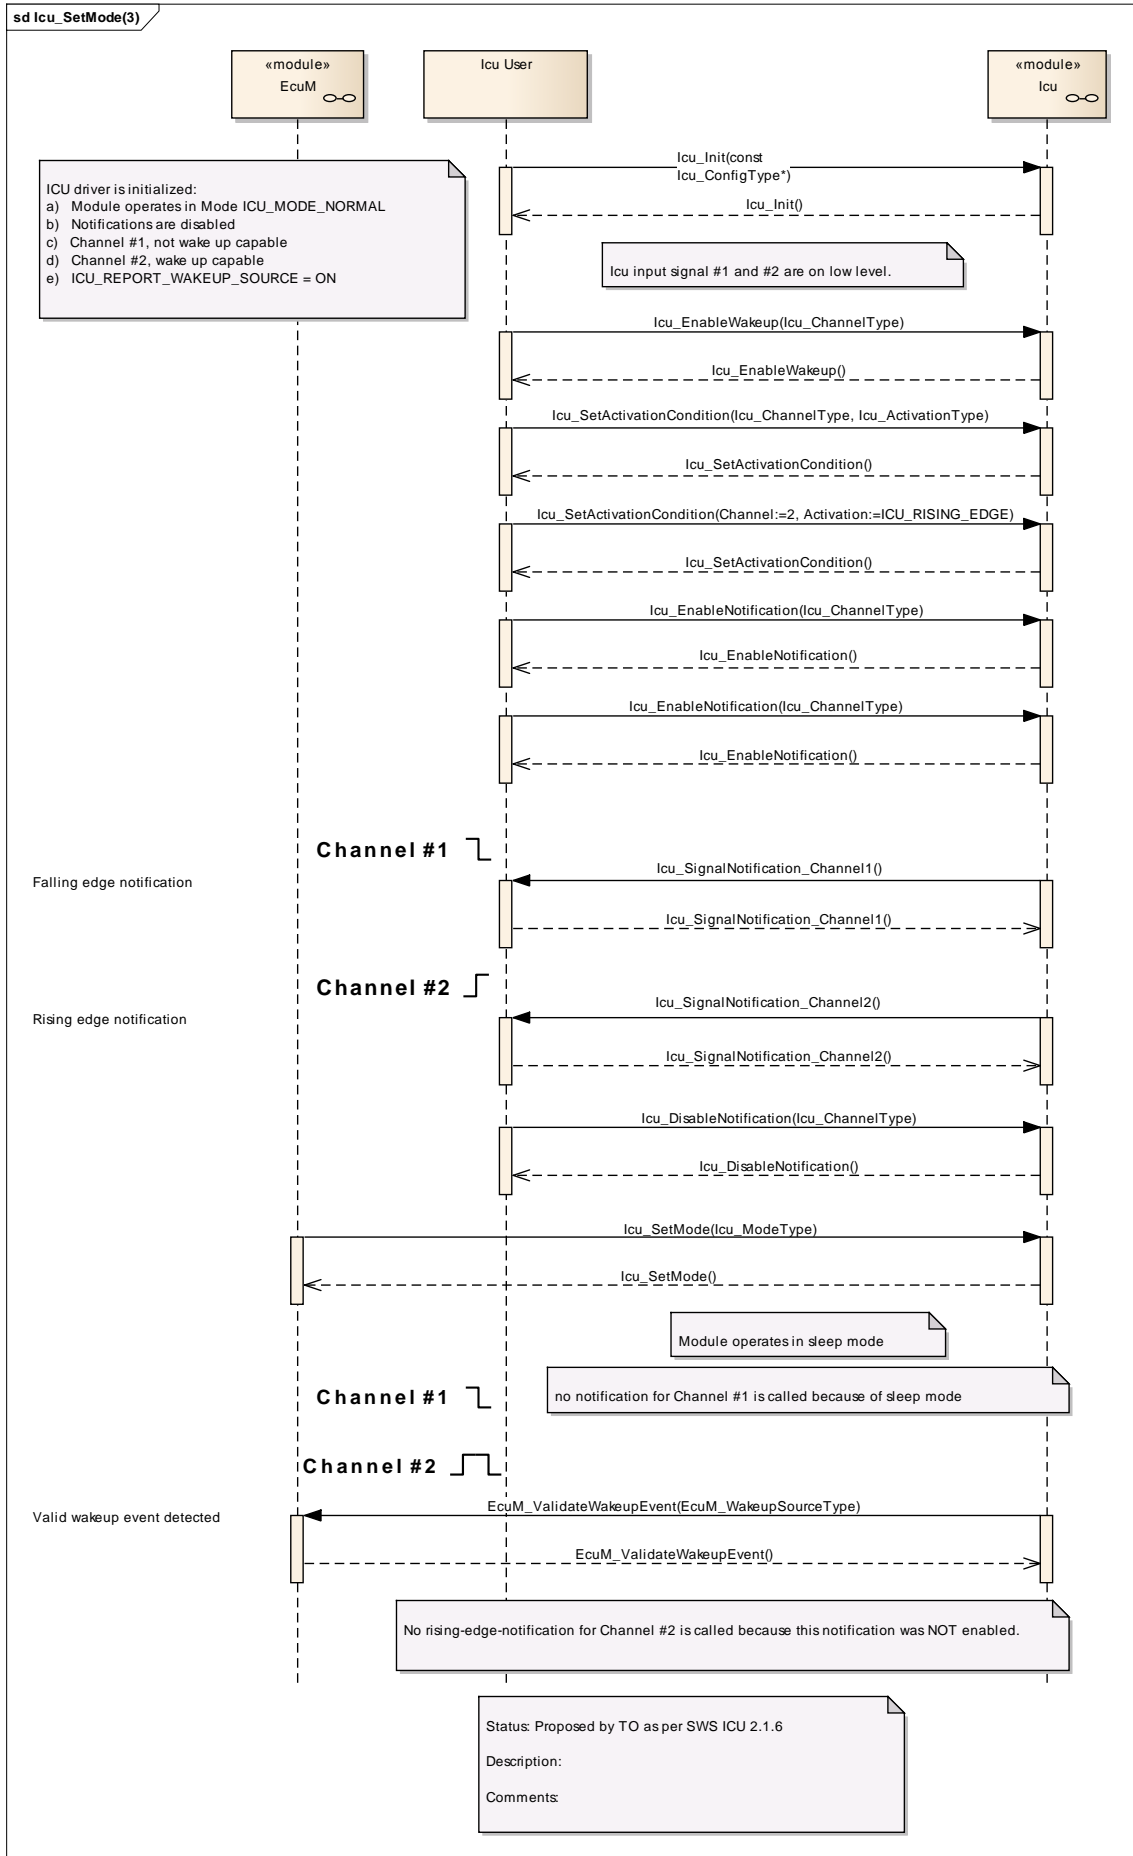 sd Icu_SetMode(3)
«module»
EcuM
Icu User
«module»
Icu
Icu_Init(const
Icu_ConfigType*)
ICU driver is initialized:
a) Module operates in Mode ICU_MODE_NORMAL
b) Notifications are disabled
c) Channel #1, not wake up capable
d) Channel #2, wake up capable
e) ICU_REPORT_WAKEUP_SOURCE = ON
Icu_Init()
Icu input signal #1 and #2 are on low level.
Icu_EnableWakeup(Icu_ChannelType)
Icu_EnableWakeup()
Icu_SetActivationCondition(Icu_ChannelType, Icu_ActivationType)
Icu_SetActivationCondition()
Icu_SetActivationCondition(Channel:=2, Activation:=ICU_RISING_EDGE)
Icu_SetActivationCondition()
Icu_EnableNotification(Icu_ChannelType)
Icu_EnableNotification()
Icu_EnableNotification(Icu_ChannelType)
Icu_EnableNotification()
Channel #1
Icu_SignalNotification_Channel1()
Falling edge notification
Icu_SignalNotification_Channel1()
Channel #2
Icu_SignalNotification_Channel2()
Rising edge notification
Icu_SignalNotification_Channel2()
Icu_DisableNotification(Icu_ChannelType)
Icu_DisableNotification()
Icu_SetMode(Icu_ModeType)
Icu_SetMode()
Module operates in sleep mode
Channel #1
no notification for Channel #1 is called because of sleep mode
Channel #2
EcuM_ValidateWakeupEvent(EcuM_WakeupSourceType)
Valid wakeup event detected
EcuM_ValidateWakeupEvent()
No rising-edge-notification for Channel #2 is called because this notification was NOT enabled.
Status: Proposed by TO as per SWS ICU 2.1.6
Description:
Comments: